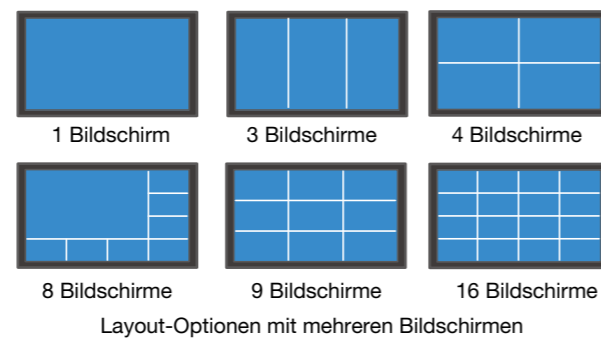 1 Bildschirm
3 Bildschirme
4 Bildschirme
8 Bildschirme
9 Bildschirme
16 Bildschirme
Layout-Optionen mit mehreren Bildschirmen